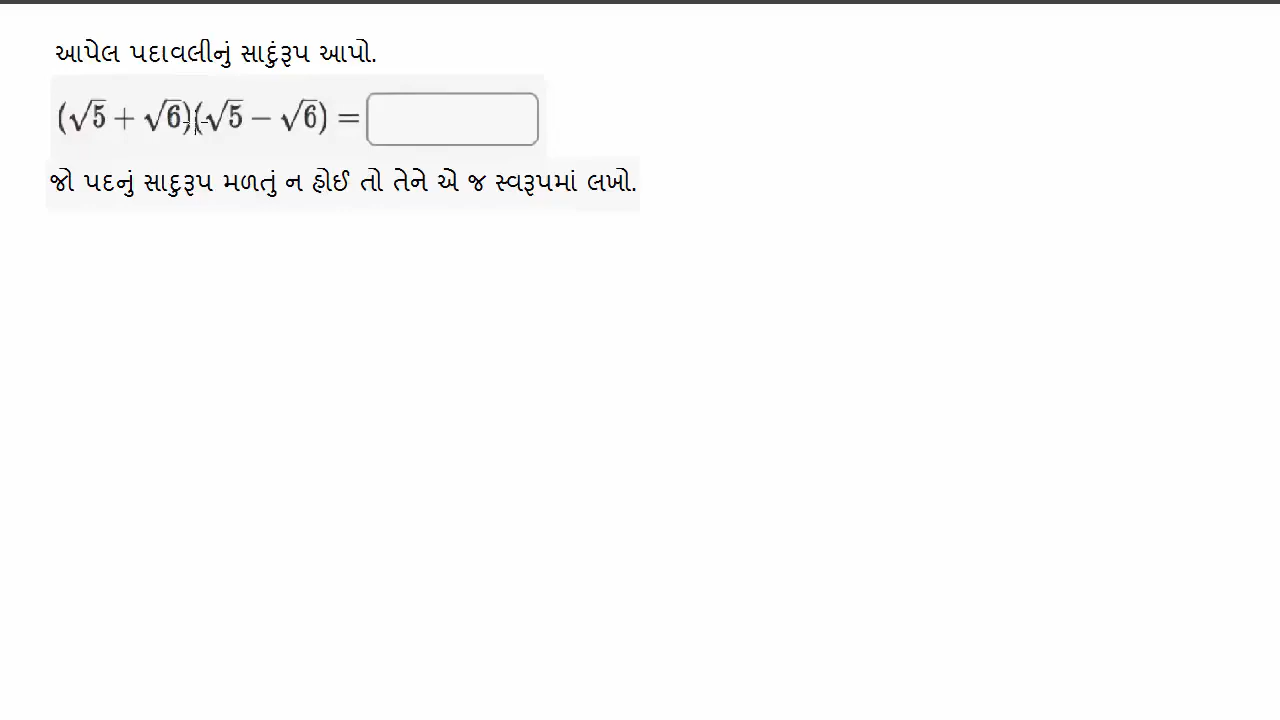 આપેલ પદાવલીનું સાદુંરૂપ આપો.
(√5 + √6)(√5 − √6) =
જો પદનું સાદુરૂપ મળતું ન હોઈ તો તેને એ જ સ્વરૂપમાં લખો.